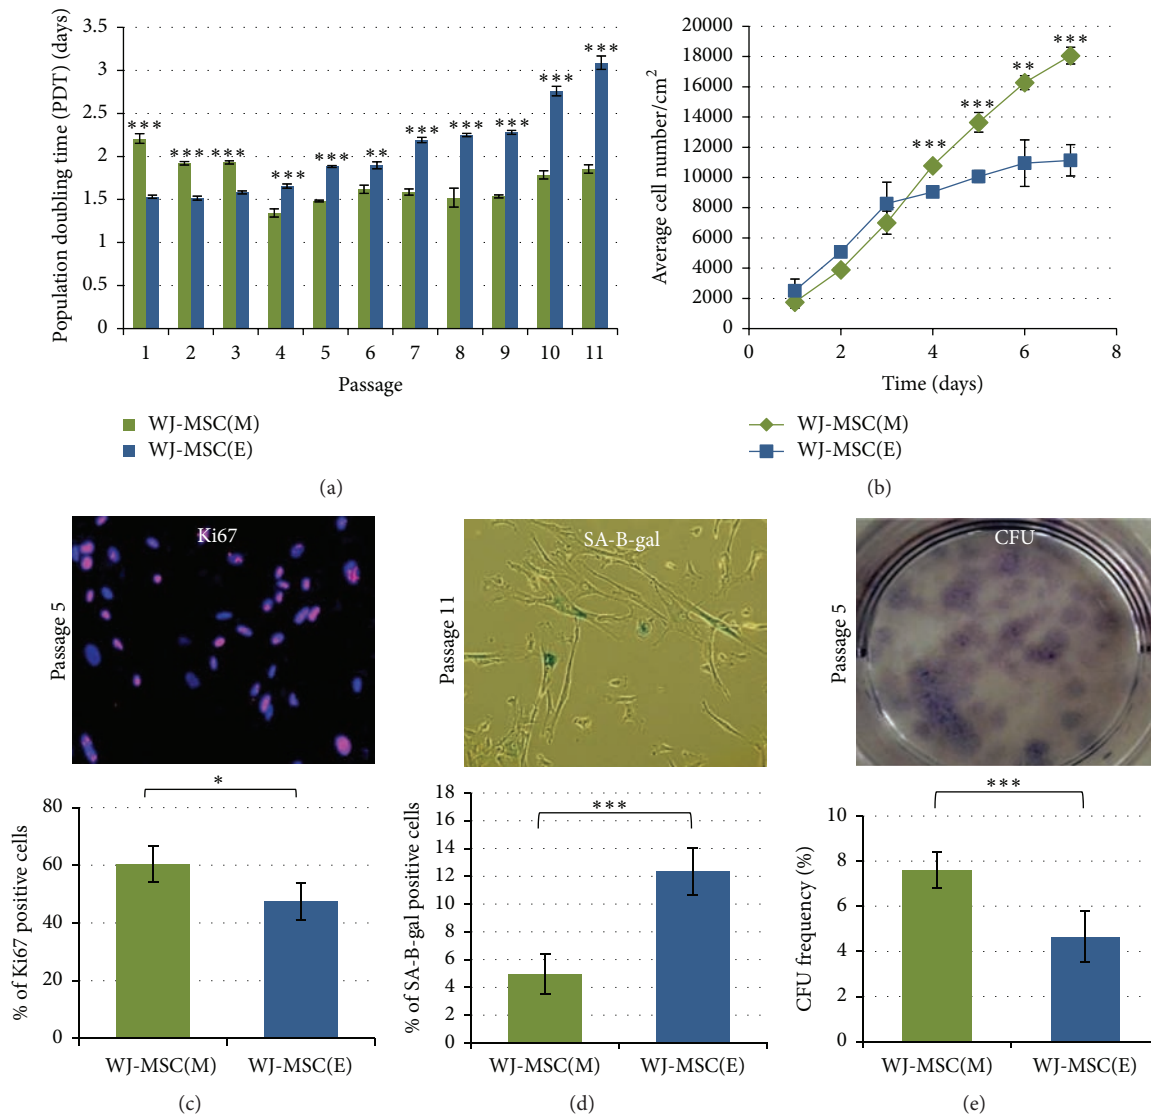 Population doubling time (PDT) (days)
3.5
3
2.5
2
1.5
1
0.5
0
***
***
***
***
***
**
***
***
***
***
***
1 2 3 4 5 6 7 8 9 10 11
Passage
WJ-MSC(M)
WJ-MSC(E)
(a)
Average cell number/cm2
20000
18000
16000
14000
12000
10000
8000
6000
4000
2000
0
***
***
**
***
0 2 4 6 8
Time (days)
WJ-MSC(M)
WJ-MSC(E)
(b)
Passage 5
Ki67
% of Ki67 positive cells
80
60
40
20
0
*
WJ-MSC(M) WJ-MSC(E)
(c)
Passage 11
SA-B-gal
% of SA-B-gal positive cells
18
16
14
12
10
8
6
4
2
0
***
WJ-MSC(M) WJ-MSC(E)
(d)
Passage 5
CFU
CFU frequency (%)
10
8
6
4
2
0
***
WJ-MSC(M) WJ-MSC(E)
(e)